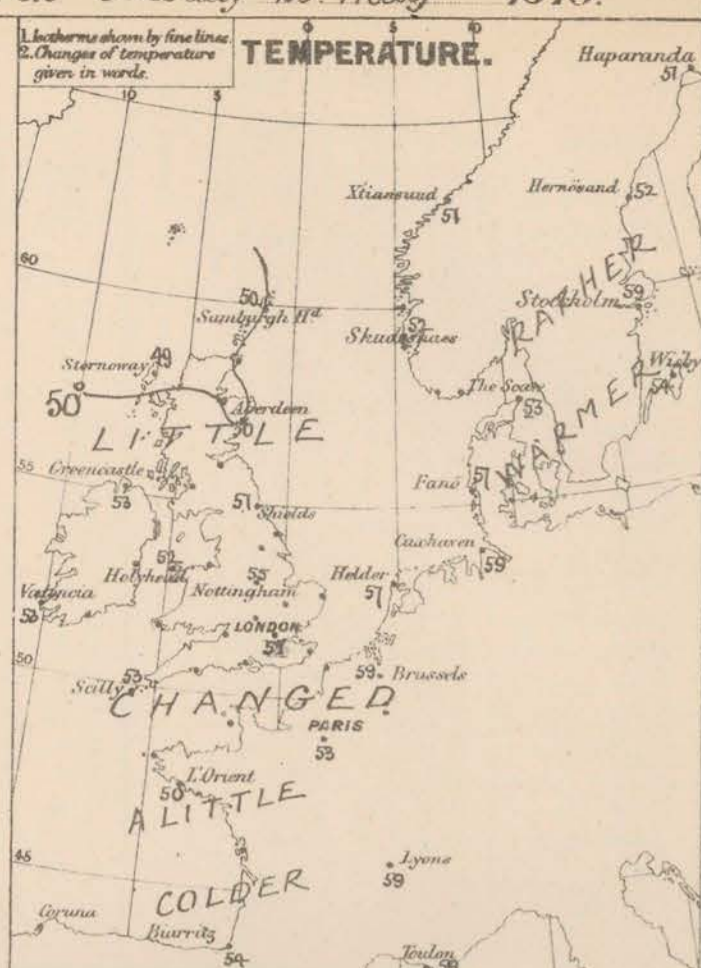 1. Isotherms shown by fine lines.
2. Changes of temperature
given in words.
TEMPERATURE.
0
10
5
5
10
Haparanda
51
Xtiansund
51
Hernösand
52
60
50
Sumburgh Hd
Skudesnaes
Stockholm
59
RATHER
WARMER
Stornoway
49
50°
Aberdeen
50
The Scaw
53
Wisby
54
LITTLE
55
Greencastle
53
51
Shields
Fanö
51
Cuxhaven
59
Holyhead
52
55
Nottingham
Helder
57
Valencia
53
LONDON
50
Scilly
53
59
Brussels
CHANGED.
PARIS
53
L'Orient
50
A LITTLE
45
Lyons
59
COLDER
Coruna
Biarritz
54
Toulon